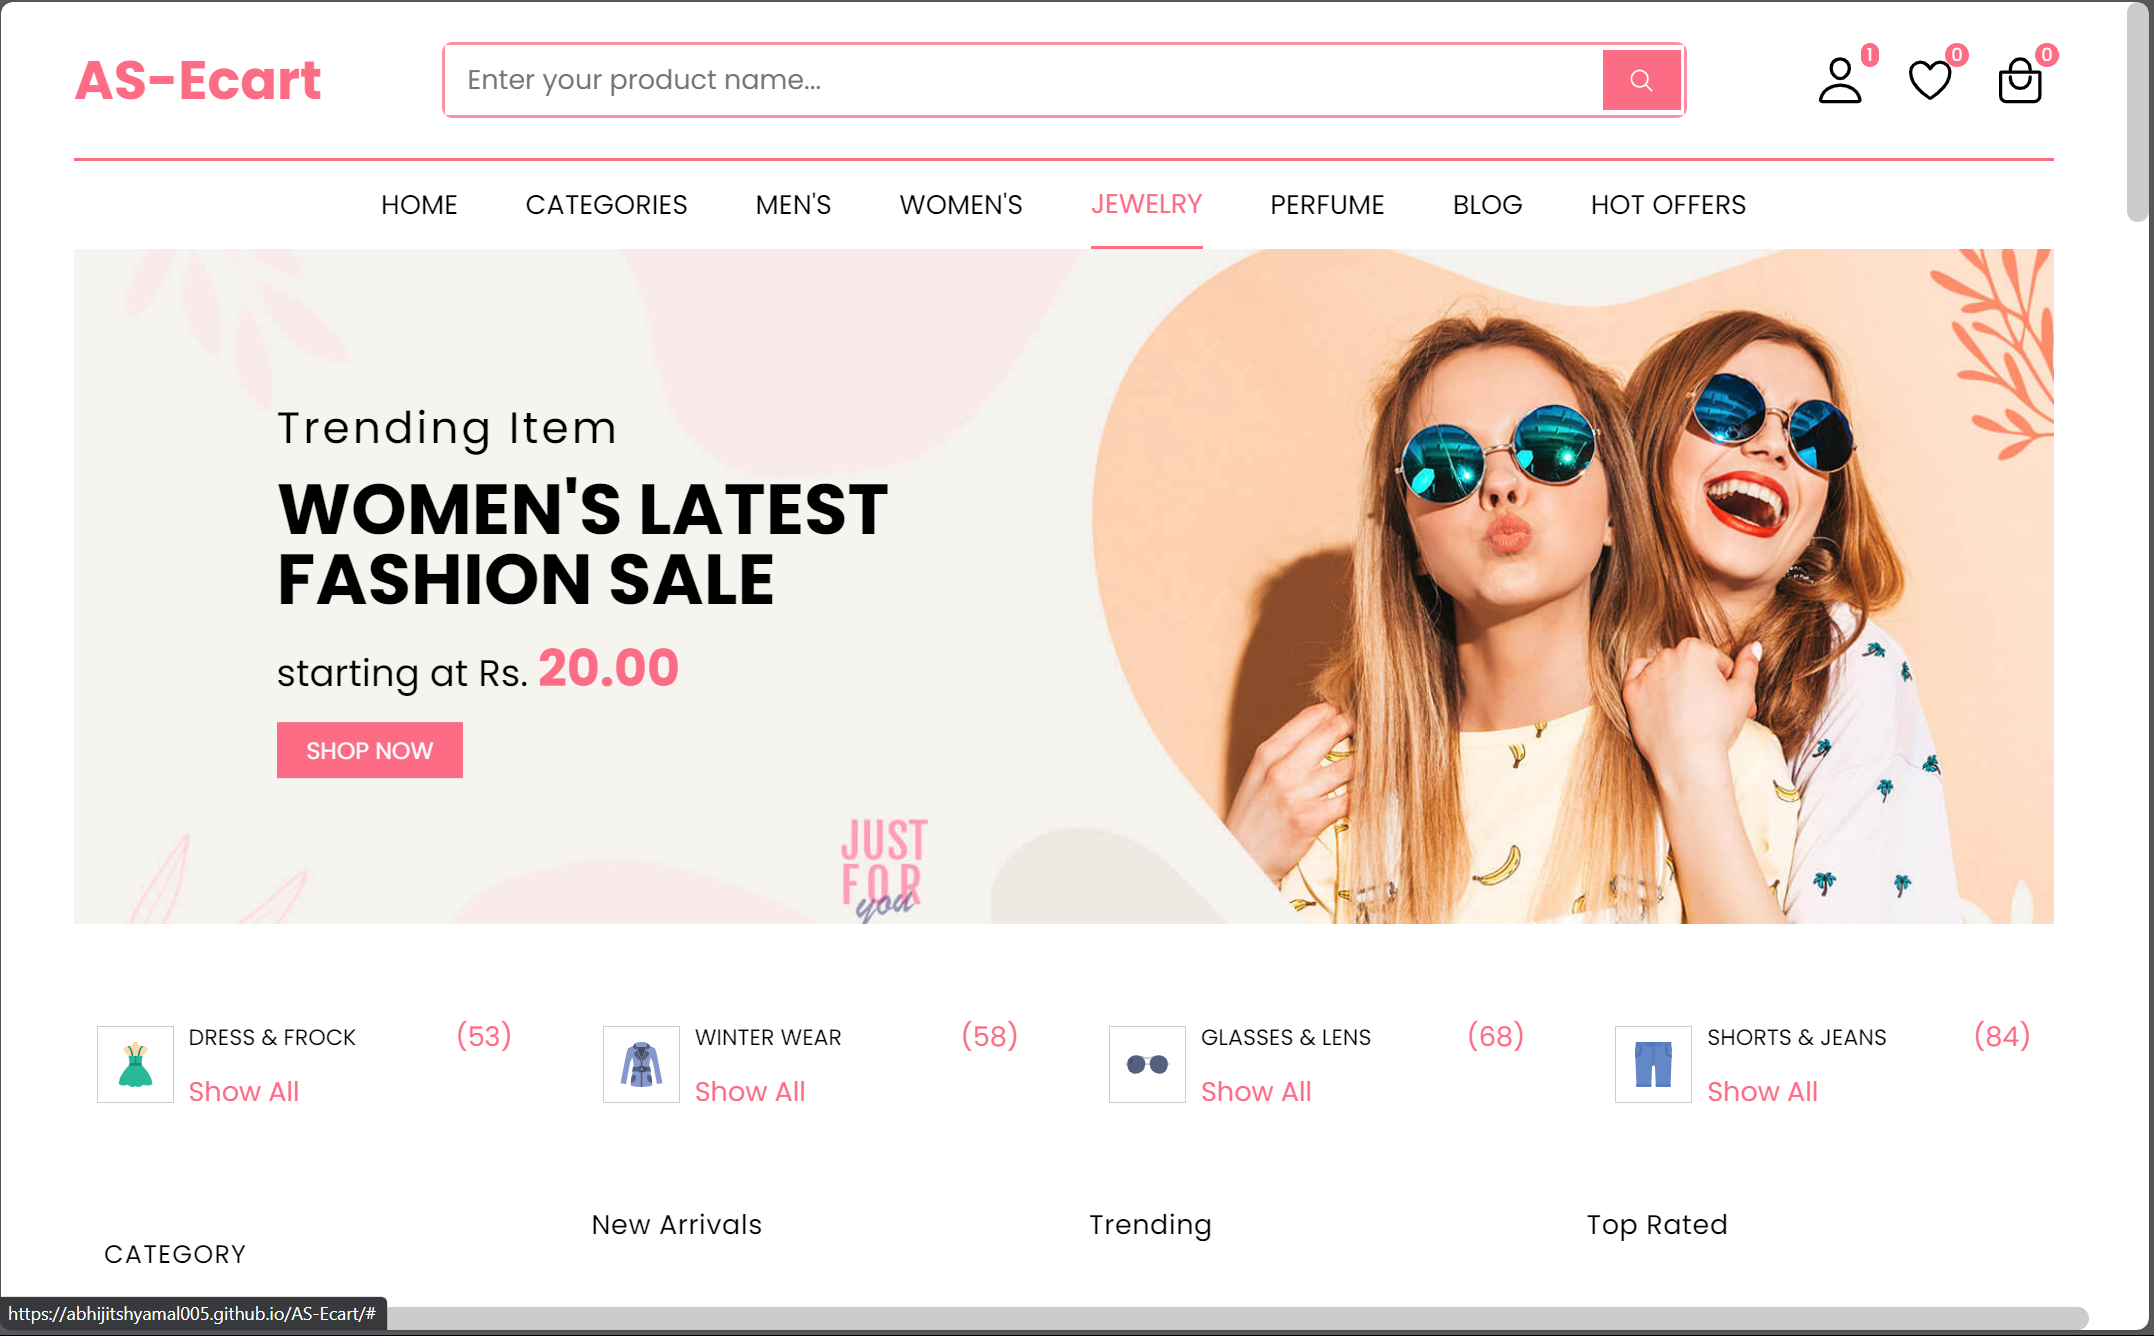 AS-Ecart
Enter your product name...
1
0
0
HOME CATEGORIES MEN'S WOMEN'S JEWELRY PERFUME BLOG HOT OFFERS
Trending Item
WOMEN'S LATEST
FASHION SALE
starting at Rs. 20.00
SHOP NOW
JUST
FOR
you
DRESS & FROCK (53)
Show All
WINTER WEAR (58)
Show All
GLASSES & LENS (68)
Show All
SHORTS & JEANS (84)
Show All
CATEGORY
New Arrivals
Trending
Top Rated
https://abhijitshyamal005.github.io/AS-Ecart/#